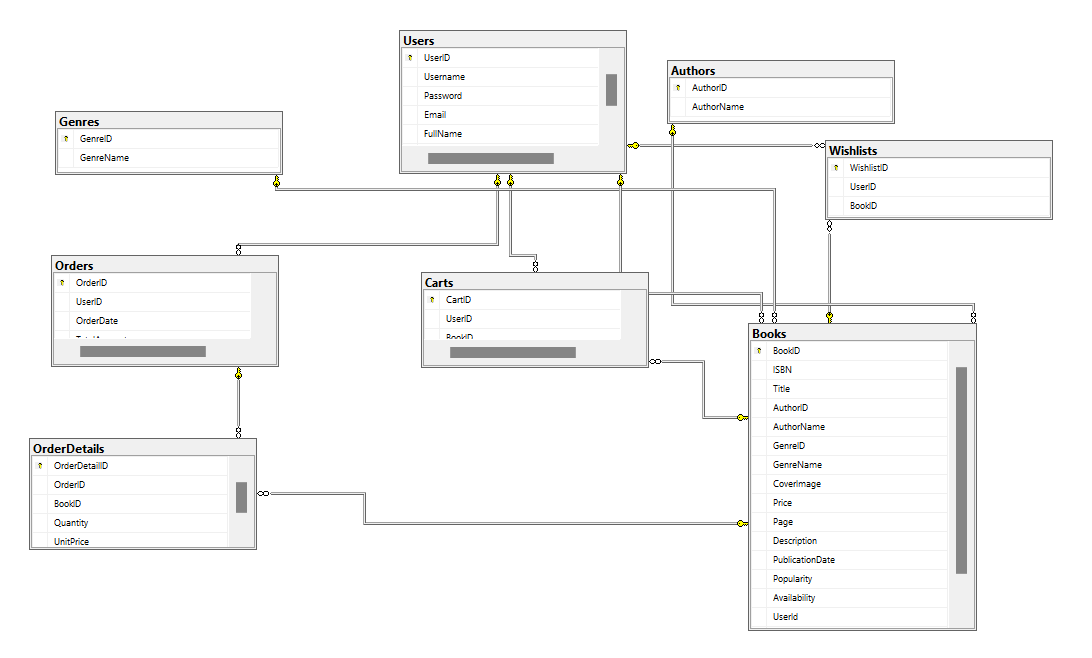 Users
UserID
Username
Password
Email
FullName
Authors
AuthorID
AuthorName
Genres
GenreID
GenreName
Wishlists
WishlistID
UserID
BookID
Orders
OrderID
UserID
OrderDate
Carts
CartID
UserID
BookID
Books
BookID
ISBN
Title
AuthorID
AuthorName
GenreID
GenreName
CoverImage
Price
Page
Description
PublicationDate
Popularity
Availability
UserId
OrderDetails
OrderDetailID
OrderID
BookID
Quantity
UnitPrice